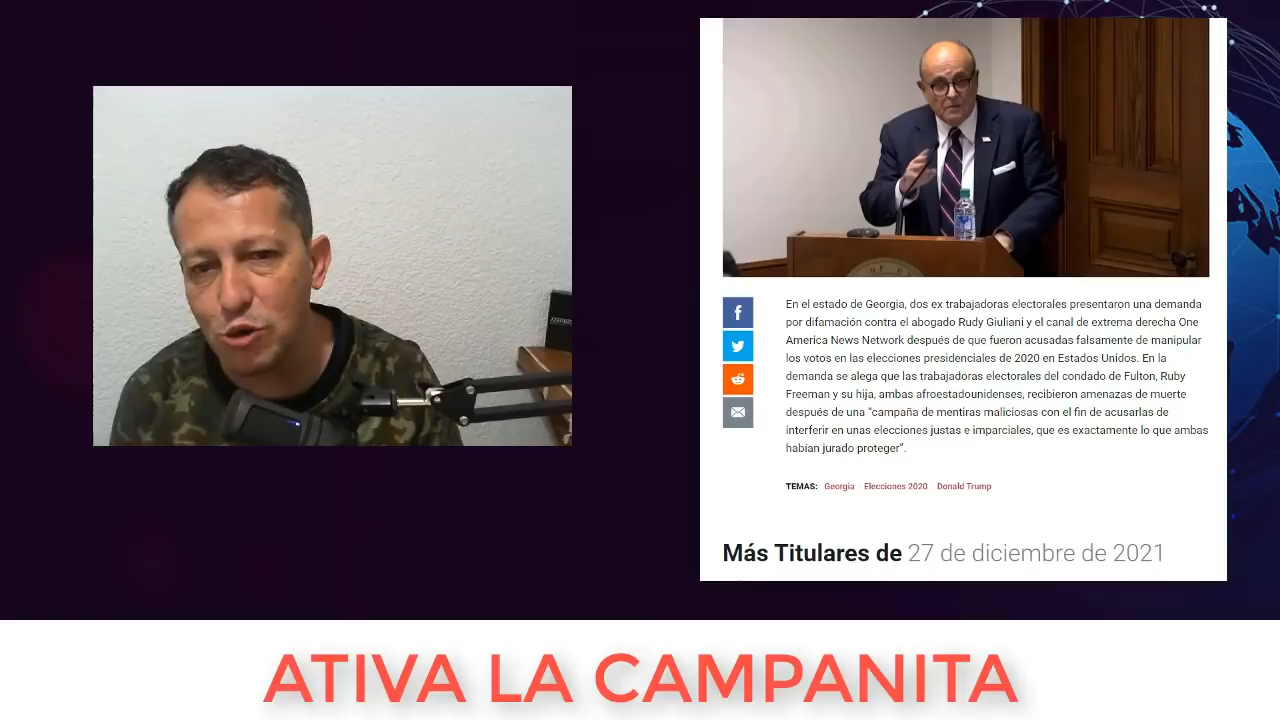 En el estado de Georgia, dos ex trabajadoras electorales presentaron una demanda
por difamación contra el abogado Rudy Giuliani y el canal de extrema derecha One
America News Network después de que fueron acusadas falsamente de manipular
los votos en las elecciones presidenciales de 2020 en Estados Unidos. En la
demanda se alega que las trabajadoras electorales del condado de Fulton, Ruby
Freeman y su hija, ambas afroestadounidenses, recibieron amenazas de muerte
después de una “campaña de mentiras maliciosas con el fin de acusarlas de
interferir en unas elecciones justas e imparciales, que es exactamente lo que ambas
habían jurado proteger”.
TEMAS: Georgia Elecciones 2020 Donald Trump
Más Titulares de 27 de diciembre de 2021
ATIVA LA CAMPANITA